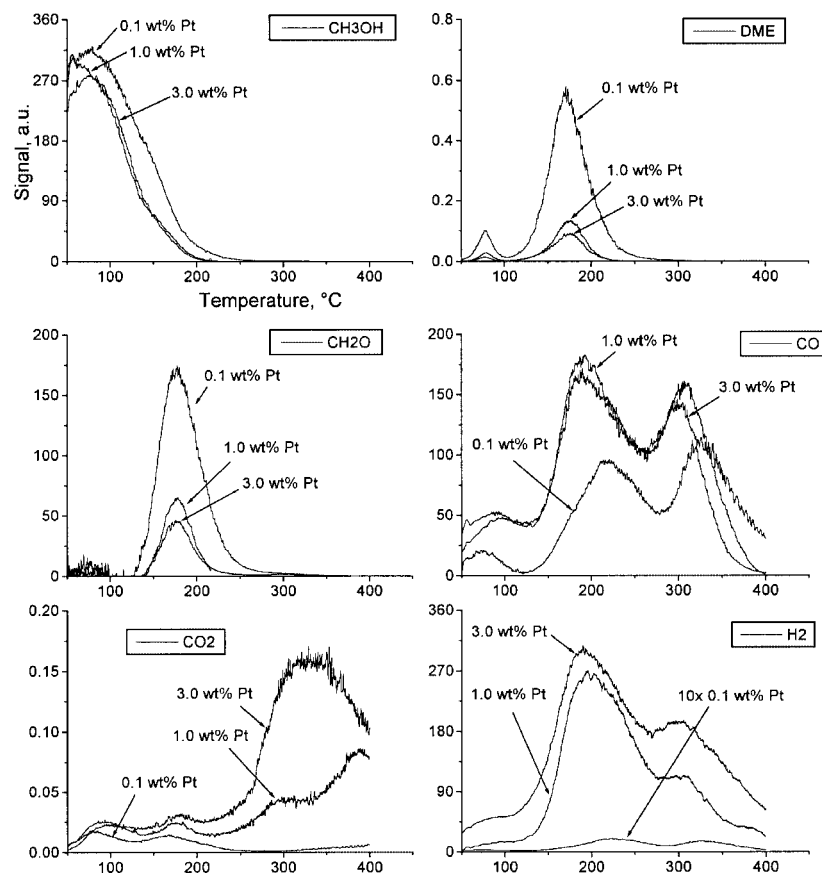 360
270
180
90
0
Signal, a.u.
0.1 wt% Pt
1.0 wt% Pt
3.0 wt% Pt
CH3OH
100 200 300 400
Temperature, °C
0.8
0.6
0.4
0.2
0.0
DME
0.1 wt% Pt
1.0 wt% Pt
3.0 wt% Pt
100 200 300 400
200
150
100
50
0
CH2O
0.1 wt% Pt
1.0 wt% Pt
3.0 wt% Pt
100 200 300 400
200
150
100
50
0
CO
1.0 wt% Pt
3.0 wt% Pt
0.1 wt% Pt
100 200 300 400
0.20
0.15
0.10
0.05
0.00
CO2
3.0 wt% Pt
1.0 wt% Pt
0.1 wt% Pt
100 200 300 400
360
270
180
90
0
H2
3.0 wt% Pt
1.0 wt% Pt
10x 0.1 wt% Pt
100 200 300 400